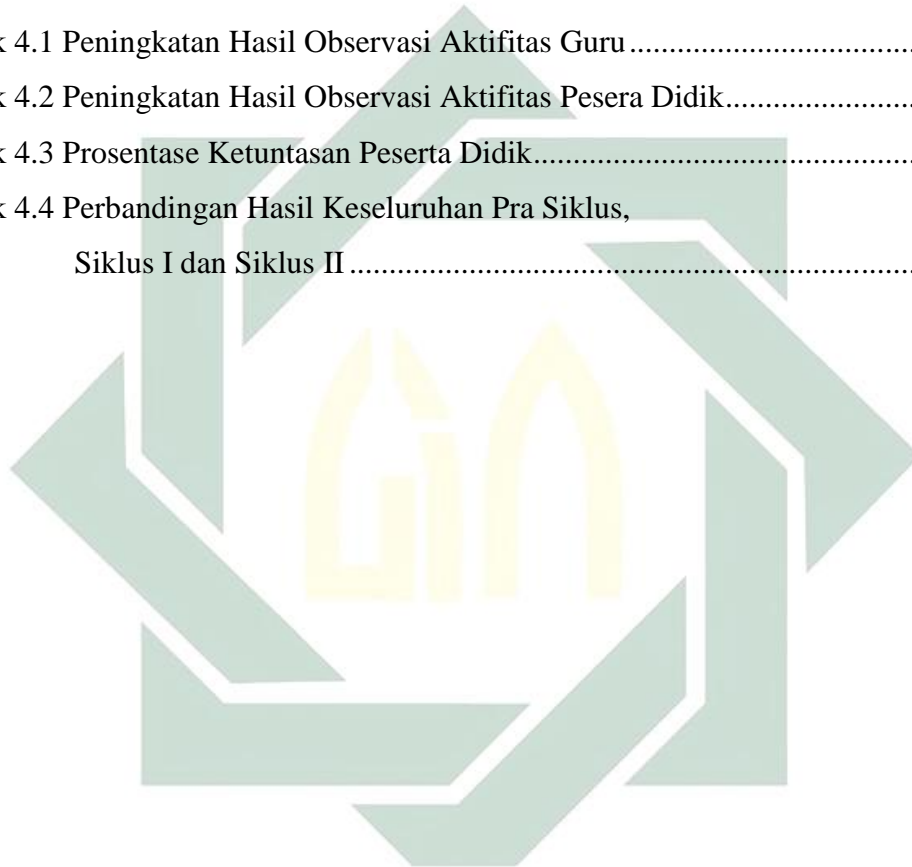 k 4.1 Peningkatan Hasil Observasi Aktifitas Guru................................
k 4.2 Peningkatan Hasil Observasi Aktifitas Pesera Didik......................
k 4.3 Prosentase Ketuntasan Peserta Didik...........................................
k 4.4 Perbandingan Hasil Keseluruhan Pra Siklus,
Siklus I dan Siklus II......................................................................